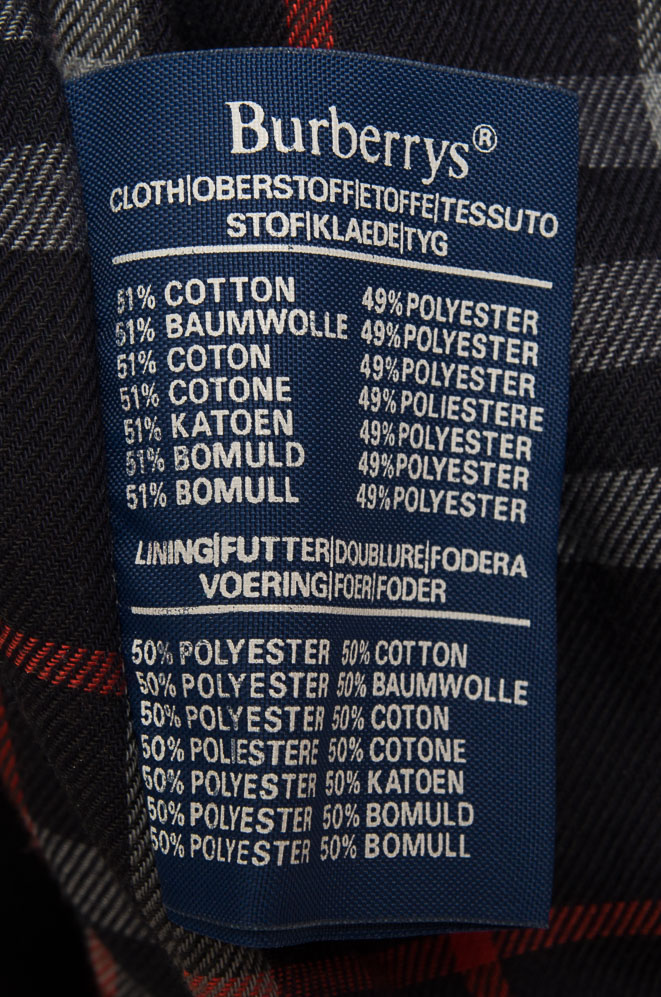 Burberrys®
CLOTH|OBERSTOFF|ETOFFE|TESSUTO
STOF|KLAEDE|TYG
51% COTTON 49% POLYESTER
51% BAUMWOLLE 49% POLYESTER
51% COTON 49% POLYESTER
51% COTONE 49% POLIESTERE
51% KATOEN 49% POLYESTER
51% BOMULD 49% POLYESTER
51% BOMULL 49% POLYESTER
LINING|FUTTER|DOUBLURE|FODERA
VOERING|FOER|FODER
50% POLYESTER 50% COTTON
50% POLYESTER 50% BAUMWOLLE
50% POLYESTER 50% COTON
50% POLIESTERE 50% COTONE
50% POLYESTER 50% KATOEN
50% POLYESTER 50% BOMULD
50% POLYESTER 50% BOMULL